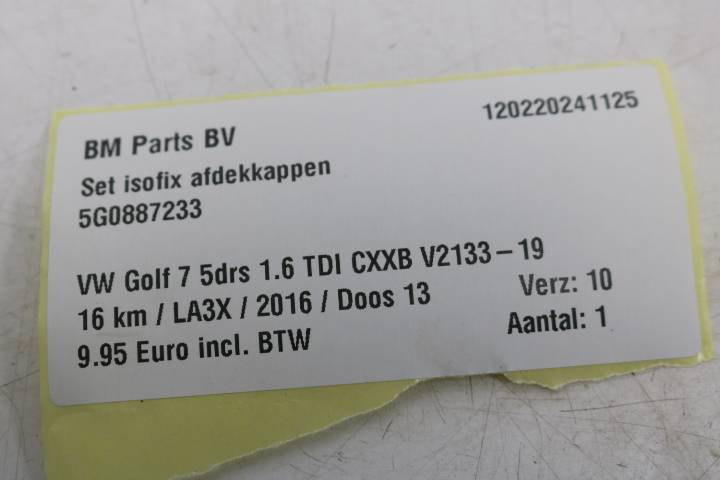 BM Parts BV
120220241125
Set isofix afdekkappen
5G0887233
VW Golf 7 5drs 1.6 TDI CXXB V2133-19
16 km / LA3X / 2016 / Doos 13
Verz: 10
9.95 Euro incl. BTW
Aantal: 1